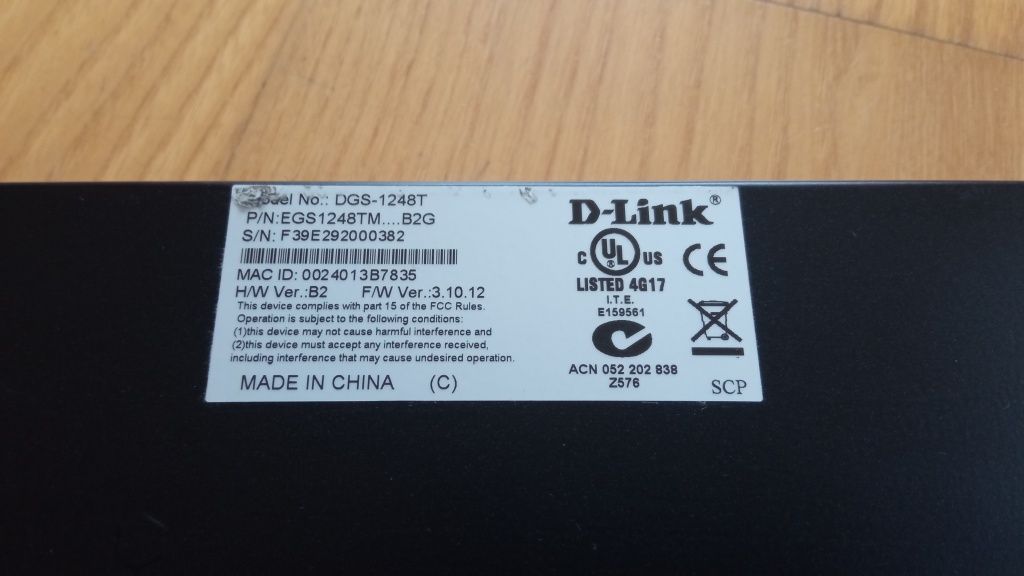 Model No.: DGS-1248T
P/N:EGS1248TM....B2G
S/N: F39E292000382
MAC ID: 0024013B7835
H/W Ver.:B2 F/W Ver.:3.10.12
This device complies with part 15 of the FCC Rules.
Operation is subject to the following conditions:
(1)this device may not cause harmful interference and
(2)this device must accept any interference received,
including interference that may cause undesired operation.
MADE IN CHINA (C)
D-Link®
C UL® US CE
LISTED 4G17
I.T.E.
E159561
ACN 052 202 838
Z576
SCP